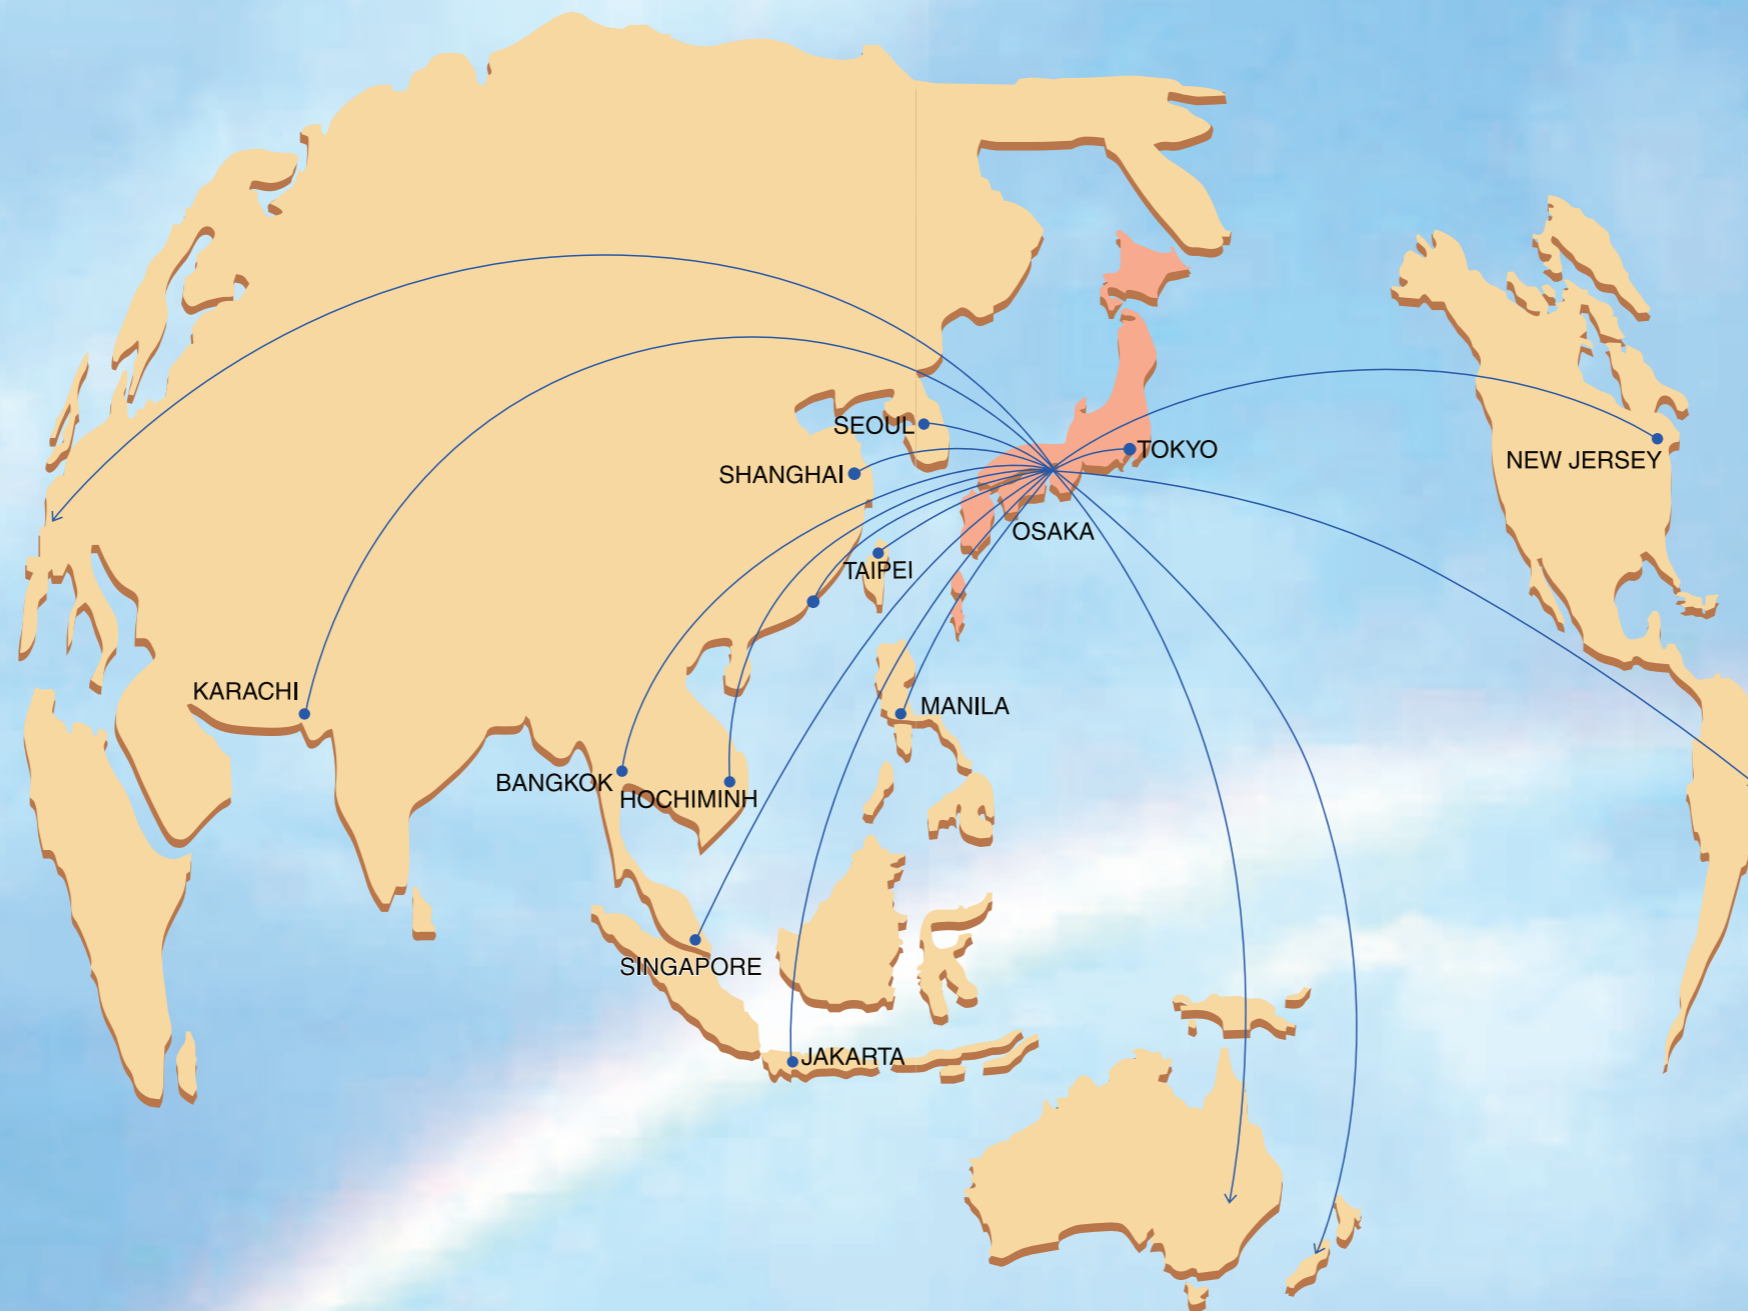 SEOUL
TOKYO
NEW JERSEY
SHANGHAI
OSAKA
TAIPEI
KARACHI
MANILA
BANGKOK
HOCHIMINH
SINGAPORE
JAKARTA